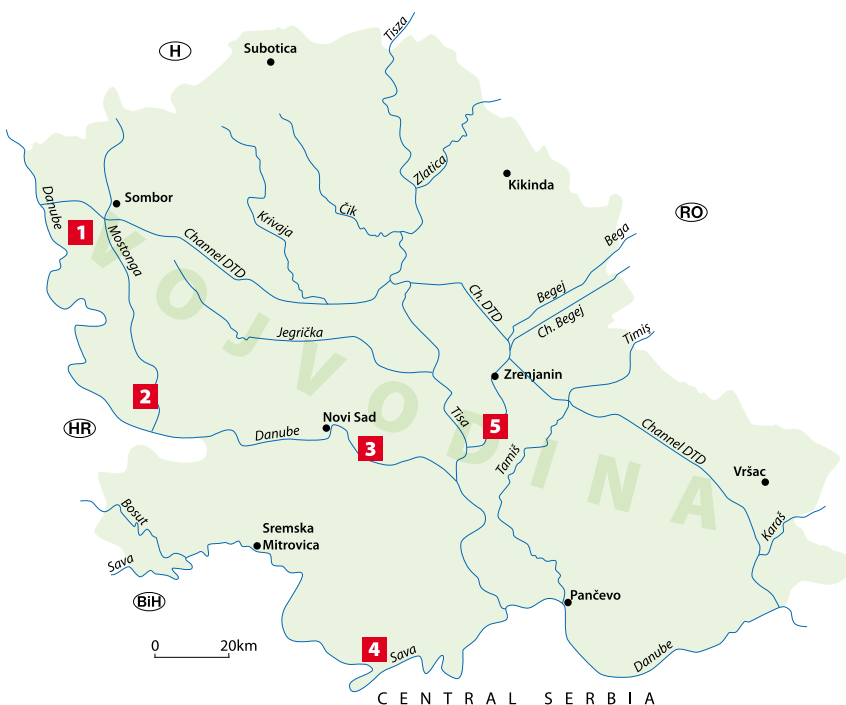 Tisza
H
Subotica
Zlatica
Kikinda
Sombor
Danube
1
Mostonga
Krivaja
Čik
RO
Bega
Channel DTD
Ch. DTD
Begej
Ch. Begej
Timiş
VOJVODINA
Jegrička
Zrenjanin
2
HR
Novi Sad
Danube
3
Tisa
5
Tamiš
Channel DTD
Vršac
Karaš
Bosut
Sava
Sremska
Mitrovica
BiH
Pančevo
0 20km
4
Sava
Danube
CENTRAL SERBIA